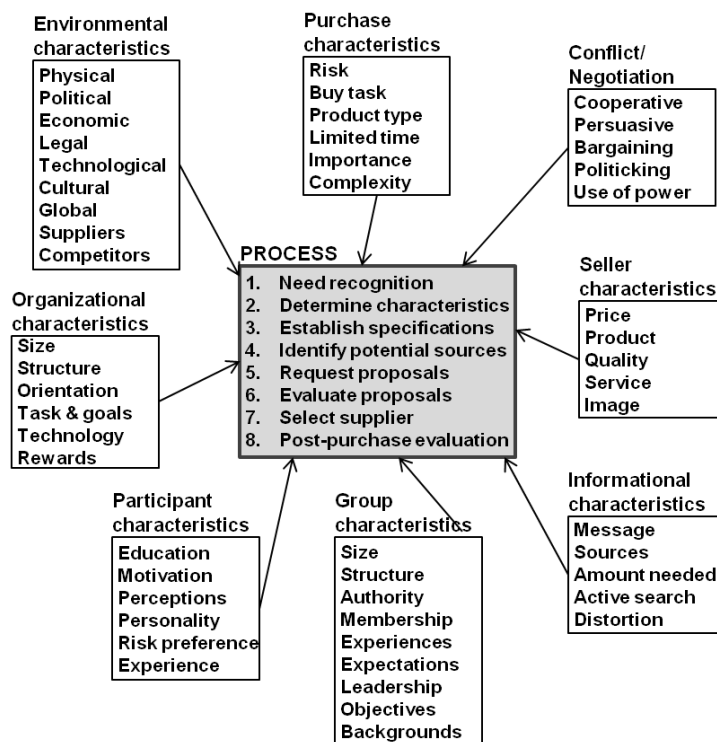 Environmental
characteristics
Physical
Political
Economic
Legal
Technological
Cultural
Global
Suppliers
Competitors
Purchase
characteristics
Risk
Buy task
Product type
Limited time
Importance
Complexity
Conflict/
Negotiation
Cooperative
Persuasive
Bargaining
Politicking
Use of power
PROCESS
1. Need recognition
2. Determine characteristics
3. Establish specifications
4. Identify potential sources
5. Request proposals
6. Evaluate proposals
7. Select supplier
8. Post-purchase evaluation
Organizational
characteristics
Size
Structure
Orientation
Task & goals
Technology
Rewards
Seller
characteristics
Price
Product
Quality
Service
Image
Participant
characteristics
Education
Motivation
Perceptions
Personality
Risk preference
Experience
Group
characteristics
Size
Structure
Authority
Membership
Experiences
Expectations
Leadership
Objectives
Backgrounds
Informational
characteristics
Message
Sources
Amount needed
Active search
Distortion